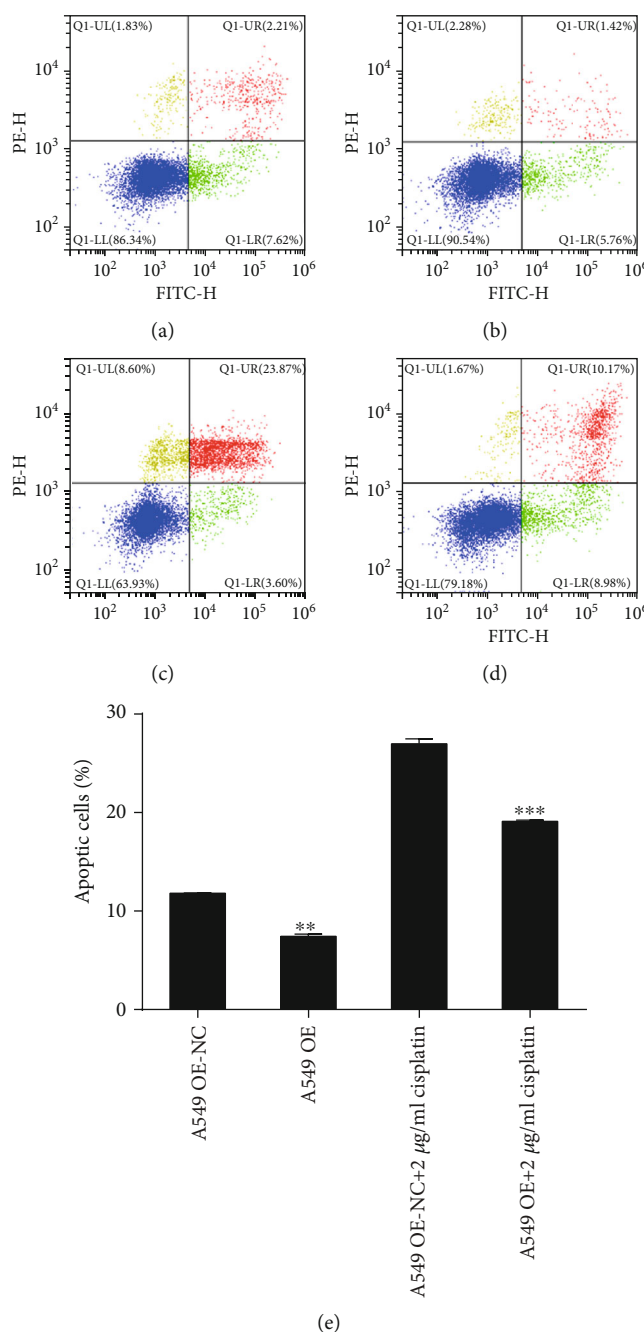 Q1-UL(1.83%) Q1-UR(2.21%)
10^4
PE-H
10^3
10^2
Q1-LL(86.34%) Q1-LR(7.62%)
10^2 10^3 10^4 10^5 10^6
FITC-H
(a)
Q1-UL(2.28%) Q1-UR(1.42%)
10^4
PE-H
10^3
10^2
Q1-LL(90.54%) Q1-LR(5.76%)
10^2 10^3 10^4 10^5 10^6
FITC-H
(b)
Q1-UL(8.60%) Q1-UR(23.87%)
10^4
PE-H
10^3
10^2
Q1-LL(63.93%) Q1-LR(3.60%)
10^2 10^3 10^4 10^5 10^6
(c)
Q1-UL(1.67%) Q1-UR(10.17%)
10^4
PE-H
10^3
10^2
Q1-LL(79.18%) Q1-LR(8.98%)
10^2 10^3 10^4 10^5 10^6
FITC-H
(d)
30
20
10
0
Apoptic cells (%)
**
***
A549 OE-NC
A549 OE
A549 OE-NC+2 μg/ml cisplatin
A549 OE+2 μg/ml cisplatin
(e)